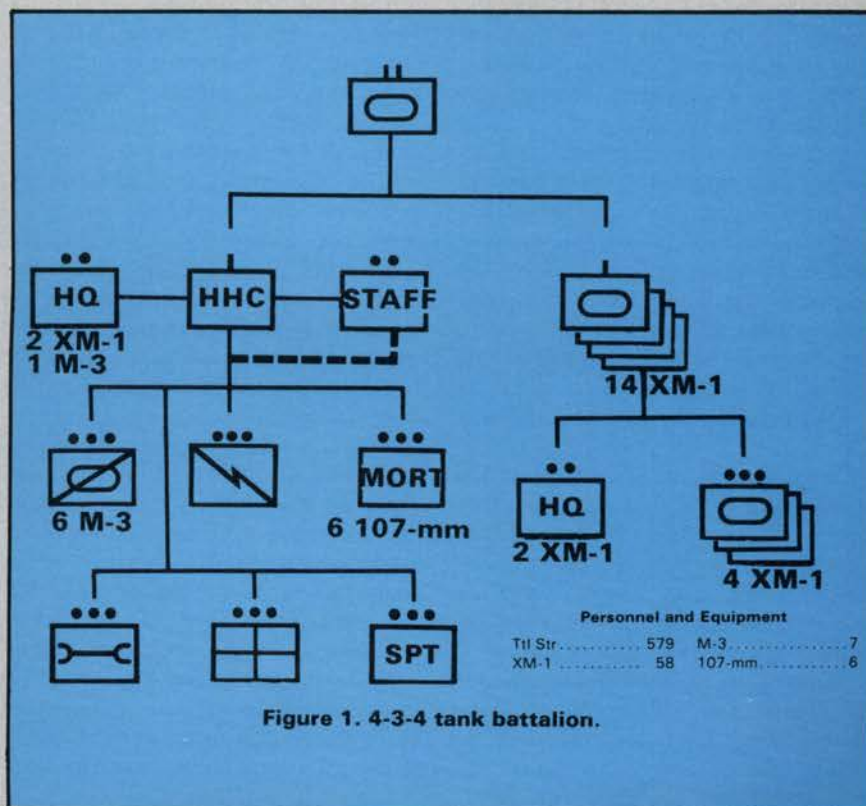 HQ
HHC
STAFF
2 XM-1
1 M-3
14 XM-1
MORT
6 M-3
6 107-mm
HQ
2 XM-1
4 XM-1
SPT
Personnel and Equipment
Ttl Str........... 579 M-3................7
XM-1 .......... 58 107-mm............6
Figure 1. 4-3-4 tank battalion.